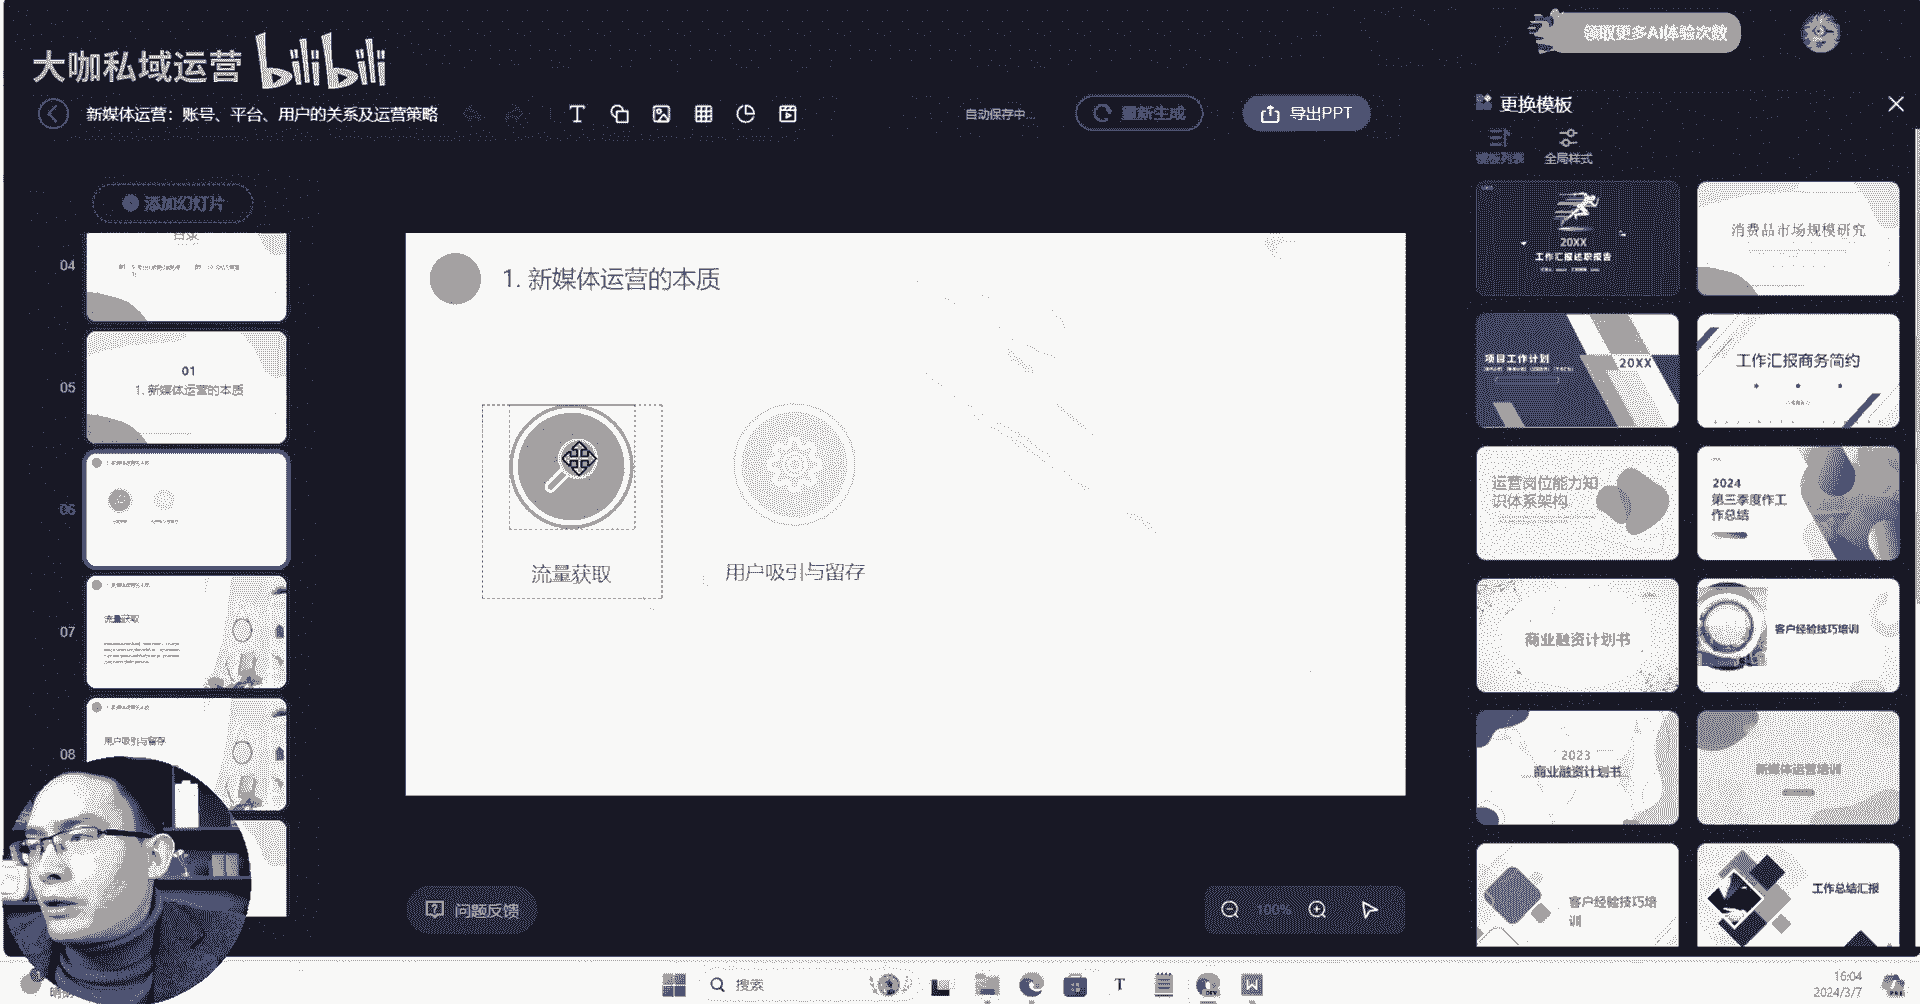 大咖私域运营 bilibili
领取更多AI体验次数
新媒体运营：账号、平台、用户的关系及运营策略
自动保存中...
重新生成
导出PPT
更换模板
模板列表
全局样式
添加幻灯片
04
目录
05
01
1. 新媒体运营的本质
06
07
流量获取
08
用户吸引与留存
1. 新媒体运营的本质
流量获取
用户吸引与留存
20XX
工作汇报述职报告
消费品市场规模研究
项目工作计划
20XX
工作汇报商务简约
运营岗位能力知
识体系架构
2024
第三季度作工
作总结
商业融资计划书
客户经验技巧培训
2023
商业融资计划书
新媒体运营培训
客户经验技巧培
训
工作总结汇报
问题反馈
100%
搜索
16:04
2024/3/7